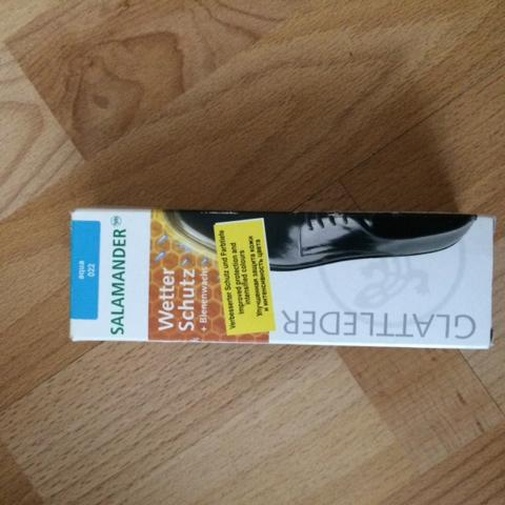 aqua
022
SALAMANDER
Wetter
Schutz
+ Bienenwachs
Verbesserter Schutz und Farbtiefe
Improved protection and
intensified colours
Улучшенная защита кожи
и интенсивность цвета
GLATTLEDER